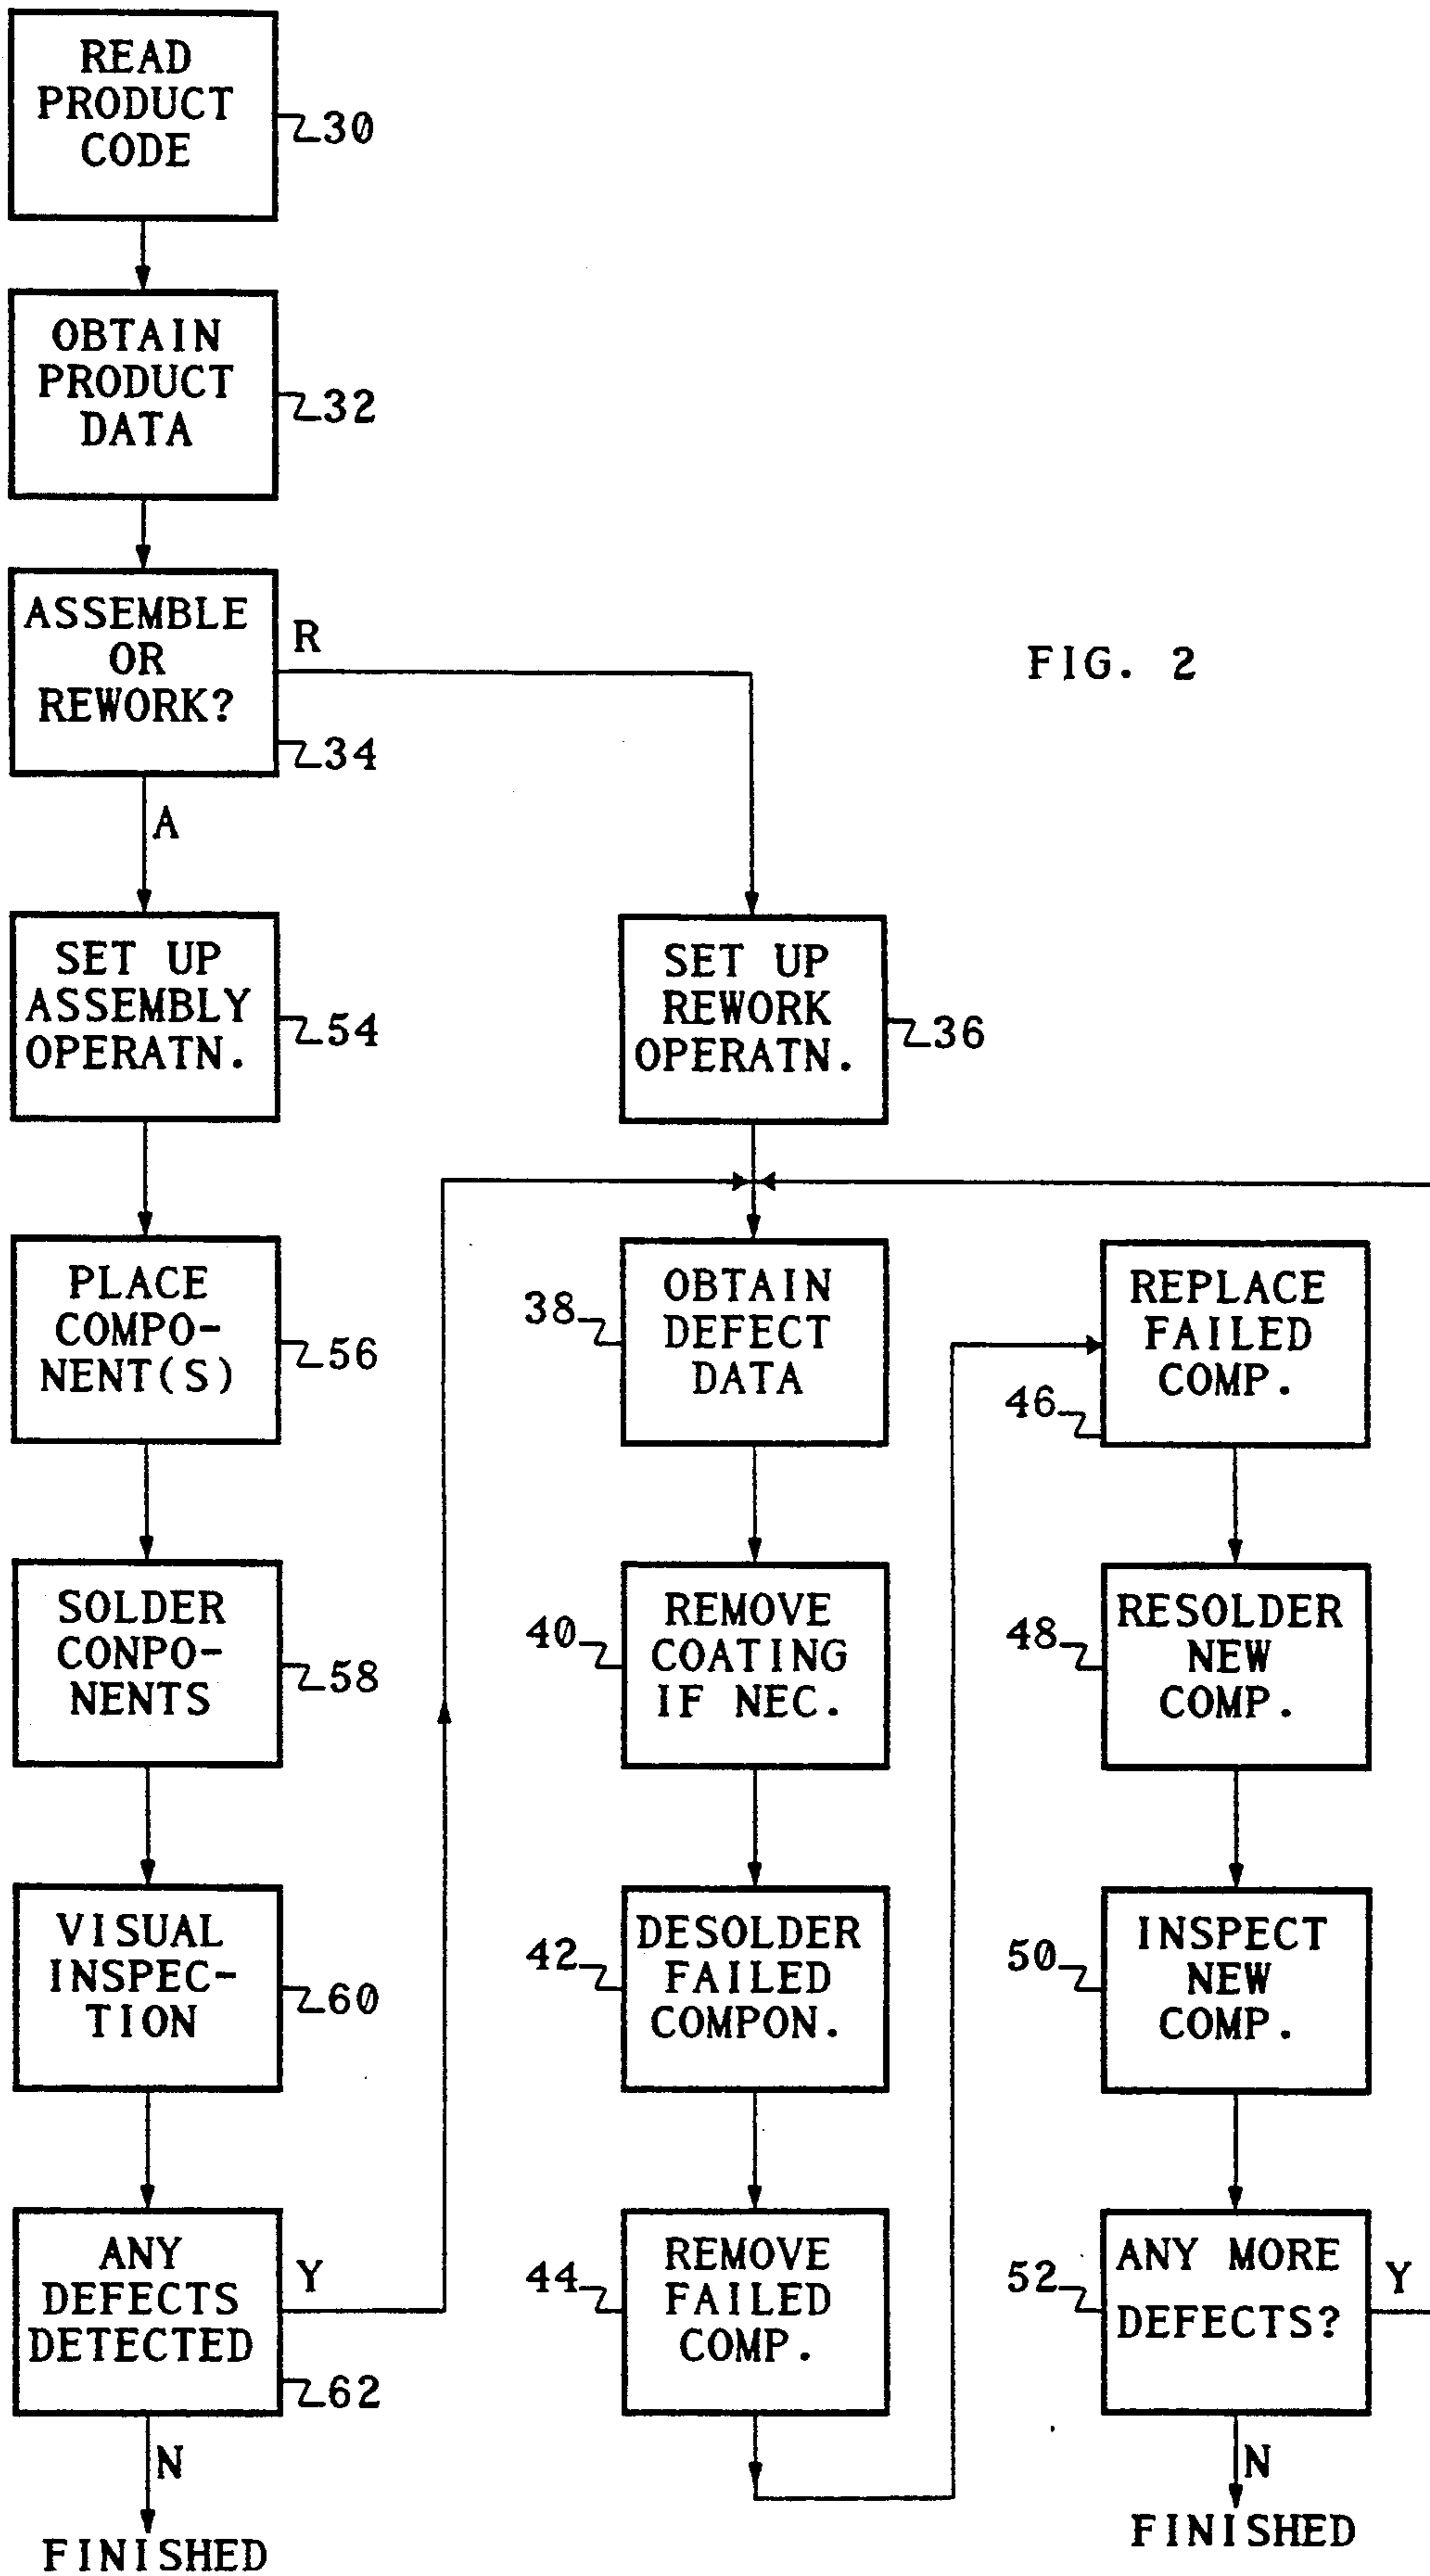 READ
PRODUCT
CODE
30
OBTAIN
PRODUCT
DATA
32
ASSEMBLE
OR
REWORK?
R
34
A
FIG. 2
SET UP
ASSEMBLY
OPERATN.
54
SET UP
REWORK
OPERATN.
36
PLACE
COMPO-
NENT(S)
56
SOLDER
CONPO-
NENTS
58
VISUAL
INSPEC-
TION
60
ANY
DEFECTS
DETECTED
Y
62
N
FINISHED
38
OBTAIN
DEFECT
DATA
40
REMOVE
COATING
IF NEC.
42
DESOLDER
FAILED
COMPON.
44
REMOVE
FAILED
COMP.
REPLACE
FAILED
COMP.
46
RESOLDER
NEW
COMP.
48
INSPECT
NEW
COMP.
50
ANY MORE
DEFECTS?
52
Y
N
FINISHED